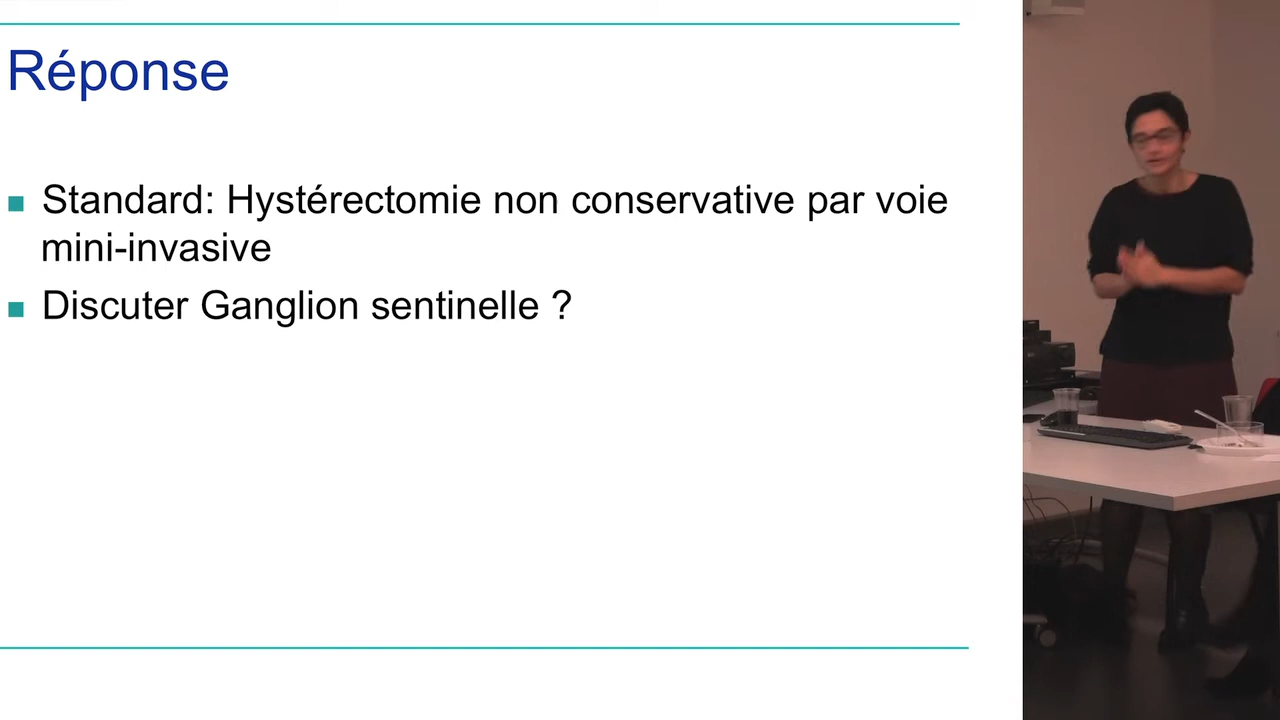 Réponse
Standard: Hystérectomie non conservative par voie
mini-invasive
Discuter Ganglion sentinelle ?